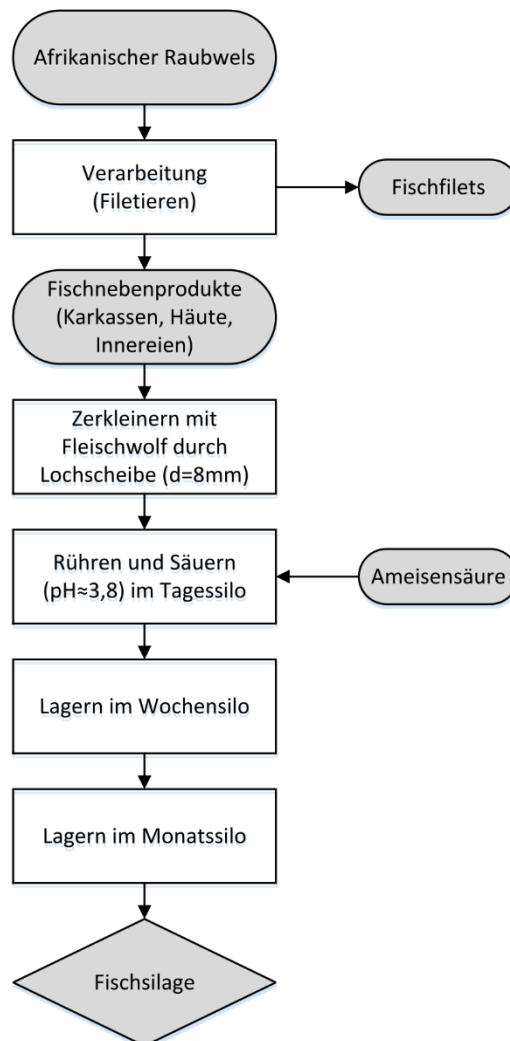 Afrikanischer Raubwels
Verarbeitung
(Filetieren)
Fischfilets
Fischnebenprodukte
(Karkassen, Häute,
Innereien)
Zerkleinern mit
Fleischwolf durch
Lochscheibe (d=8mm)
Rühren und Säuern
(pH≈3,8) im Tagessilo
Ameisensäure
Lagern im Wochensilo
Lagern im Monatssilo
Fischsilage